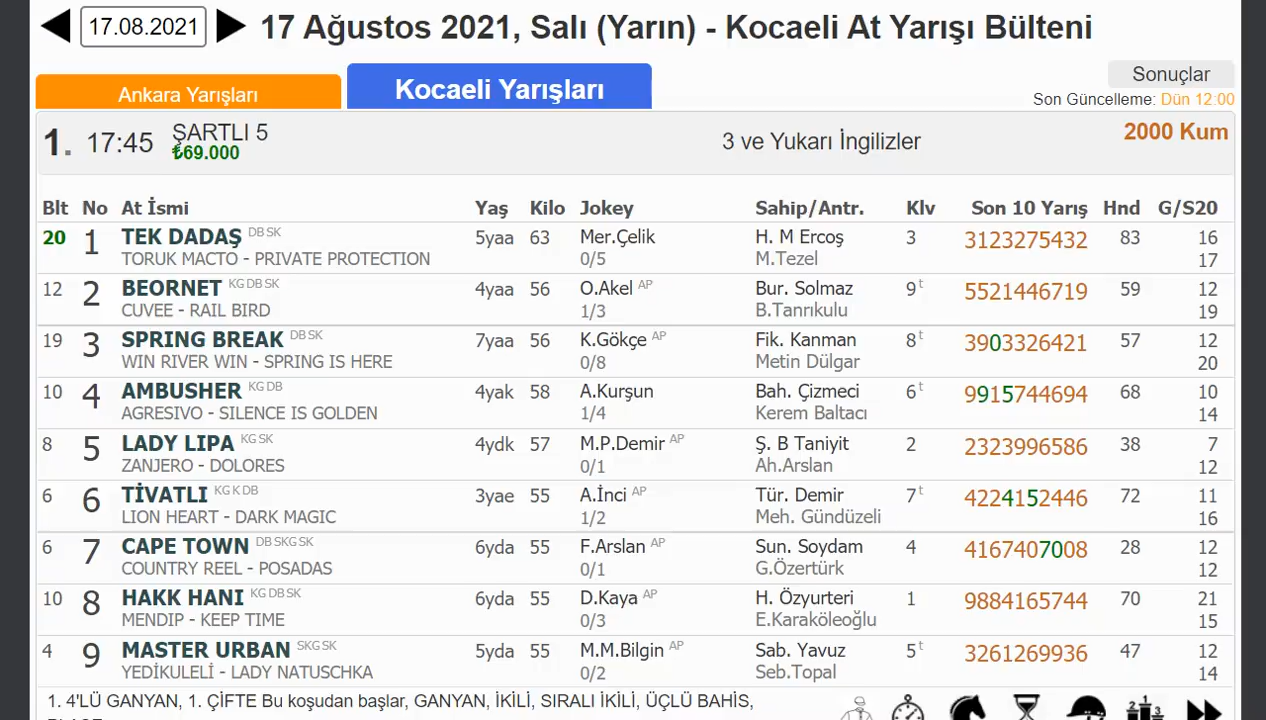 17.08.2021
17 Ağustos 2021, Salı (Yarın) - Kocaeli At Yarışı Bülteni
Ankara Yarışları
Kocaeli Yarışları
Sonuçlar
Son Güncelleme: Dün 12:00
1. 17:45 ŞARTLI 5 3 ve Yukarı İngilizler 2000 Kum
₺69.000
Blt No At İsmi Yaş Kilo Jokey Sahip/Antr. Klv Son 10 Yarış Hnd G/S20
20 1 TEK DADAŞ DB SK 5yaa 63 Mer.Çelik H. M Ercoş 3 3123275432 83 16
TORUK MACTO - PRIVATE PROTECTION 0/5 M.Tezel 17
12 2 BEORNET KG DB SK 4yaa 56 O.Akel AP Bur. Solmaz 9t 5521446719 59 12
CUVEE - RAIL BIRD 1/3 B.Tanrıkulu 19
19 3 SPRING BREAK DB SK 7yaa 56 K.Gökçe AP Fik. Kanman 8t 3903326421 57 12
WIN RIVER WIN - SPRING IS HERE 0/8 Metin Dülgar 20
10 4 AMBUSHER KG DB 4yak 58 A.Kurşun Bah. Çizmeci 6t 9915744694 68 10
AGRESIVO - SILENCE IS GOLDEN 1/4 Kerem Baltacı 14
8 5 LADY LIPA KG SK 4ydk 57 M.P.Demir AP Ş. B Taniyit 2 2323996586 38 7
ZANJERO - DOLORES 0/1 Ah.Arslan 12
6 6 TİVATLI KG K DB 3yae 55 A.İnci AP Tür. Demir 7t 4224152446 72 11
LION HEART - DARK MAGIC 1/2 Meh. Gündüzeli 16
6 7 CAPE TOWN DB SKG SK 6yda 55 F.Arslan AP Sun. Soydam 4 4167407008 28 12
COUNTRY REEL - POSADAS 0/1 G.Özertürk 12
10 8 HAKK HANI KG DB SK 6yda 55 D.Kaya AP H. Özyurteri 1 9884165744 70 21
MENDIP - KEEP TIME 0/3 E.Karaköleoğlu 15
4 9 MASTER URBAN SKG SK 5yda 55 M.M.Bilgin AP Sab. Yavuz 5t 3261269936 47 12
YEDİKULELİ - LADY NATUSCHKA 0/2 Seb.Topal 14
1. 4'LÜ GANYAN, 1. ÇİFTE Bu koşudan başlar, GANYAN, İKİLİ, SIRALI İKİLİ, ÜÇLÜ BAHİS,